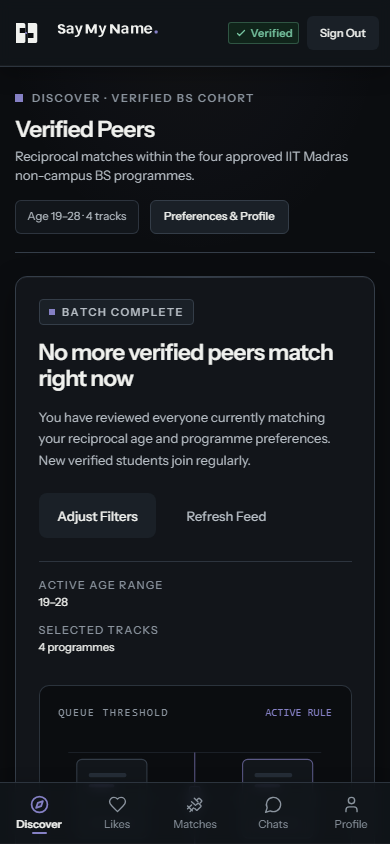 Say My Name.
Verified
Sign Out
DISCOVER · VERIFIED BS COHORT
Verified Peers
Reciprocal matches within the four approved IIT Madras
non-campus BS programmes.
Age 19–28 · 4 tracks
Preferences & Profile
BATCH COMPLETE
No more verified peers match
right now
You have reviewed everyone currently matching
your reciprocal age and programme preferences.
New verified students join regularly.
Adjust Filters
Refresh Feed
ACTIVE AGE RANGE
19–28
SELECTED TRACKS
4 programmes
QUEUE THRESHOLD
ACTIVE RULE
Discover
Likes
Matches
Chats
Profile